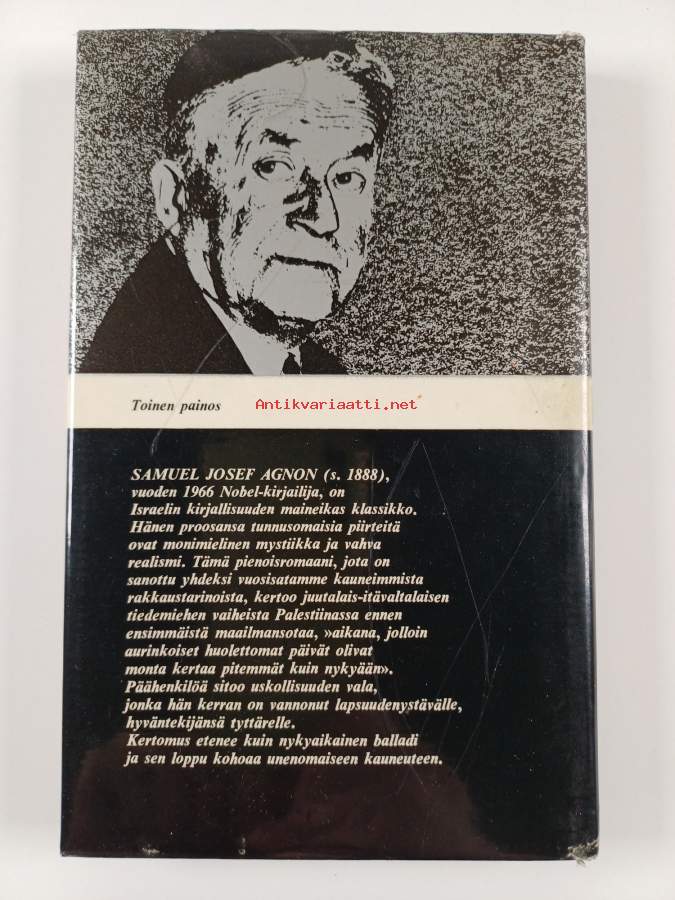 Toinen painos
Antikvariaatti.net
SAMUEL JOSEF AGNON (s. 1888),
vuoden 1966 Nobel-kirjailija, on
Israelin kirjallisuuden maineikas klassikko.
Hänen proosansa tunnusomaisia piirteitä
ovat monimielinen mystiikka ja vahva
realismi. Tämä pienoisromaani, jota on
sanottu yhdeksi vuosisatamme kauneimmista
rakkaustarinoista, kertoo juutalais-itävaltalaisen
tiedemiehen vaiheista Palestiinassa ennen
ensimmäistä maailmansotaa, »aikana, jolloin
aurinkoiset huolettomat päivät olivat
monta kertaa pitemmät kuin nykyään».
Päähenkilöä sitoo uskollisuuden vala,
jonka hän kerran on vannonut lapsuudenystävälle,
hyväntekijänsä tyttärelle.
Kertomus etenee kuin nykyaikainen balladi
ja sen loppu kohoaa unenomaiseen kauneuteen.